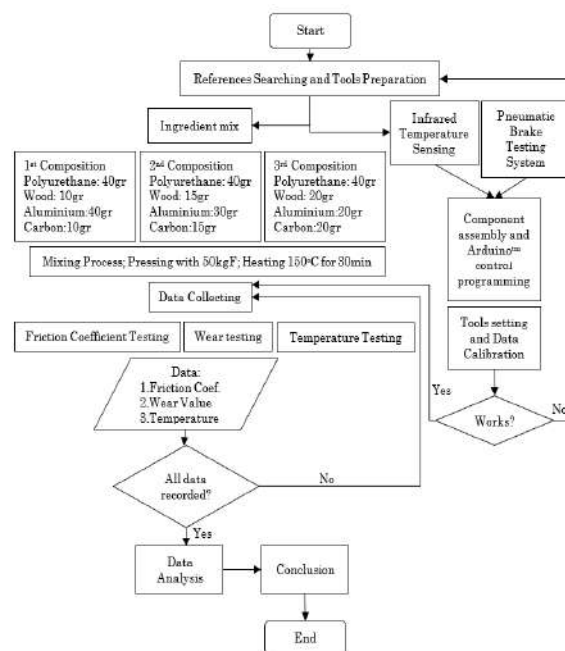 Start
References Searching and Tools Preparation
Ingredient mix
Infrared
Temperature
Sensing
Pneumatic
Brake
Testing
System
1st Composition
Polyurethane: 40gr
Wood: 10gr
Aluminium:40gr
Carbon:10gr
2nd Composition
Polyurethane: 40gr
Wood: 15gr
Aluminium:30gr
Carbon:15gr
3rd Composition
Polyurethane: 40gr
Wood: 20gr
Aluminium:20gr
Carbon:20gr
Component
assembly and
Arduino™
control
programming
Mixing Process; Pressing with 50kgF; Heating 150°C for 30min
Data Collecting
Tools setting
and Data
Calibration
Friction Coefficient Testing
Wear testing
Temperature Testing
Data:
1.Friction Coef.
2.Wear Value
3.Temperature
Yes
Works?
No
All data
recorded?
No
Yes
Data
Analysis
Conclusion
End